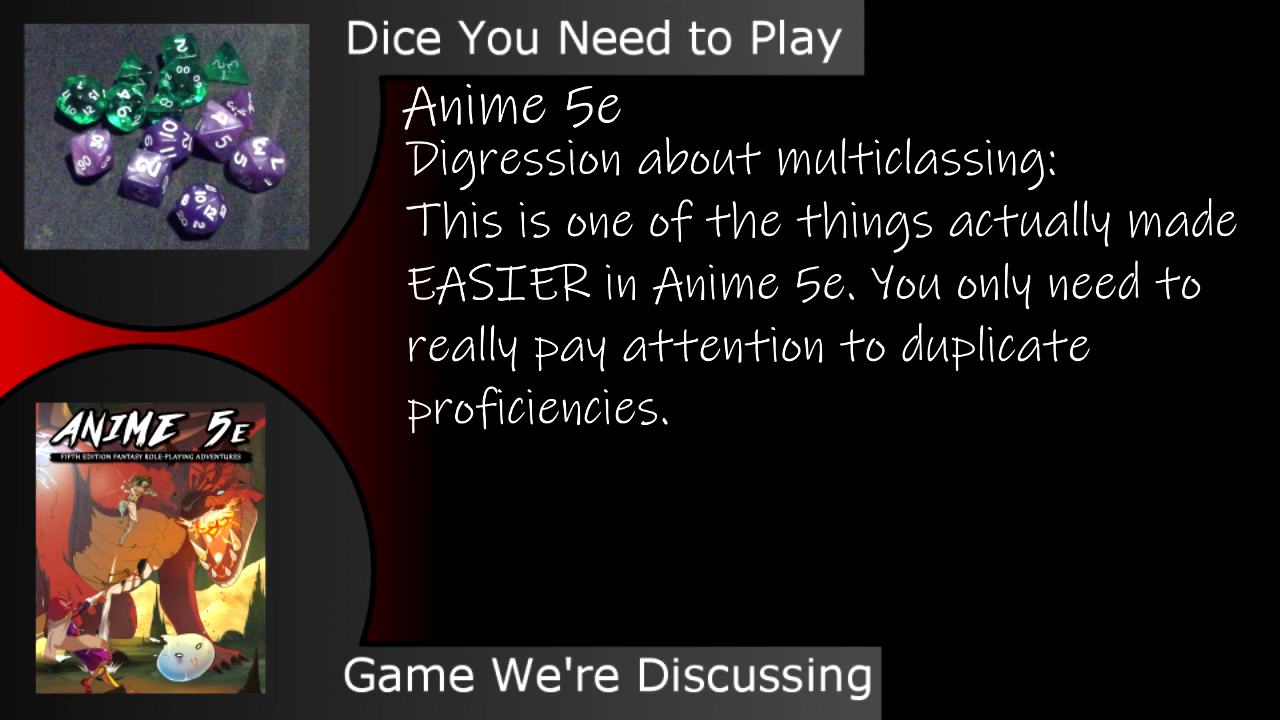 Dice You Need to Play
Anime 5e
Digression about multiclassing:
This is one of the things actually made
EASIER in Anime 5e. You only need to
really pay attention to duplicate
proficiencies.
ANIME 5E
FIFTH EDITION FANTASY ROLE-PLAYING ADVENTURES
Game We're Discussing